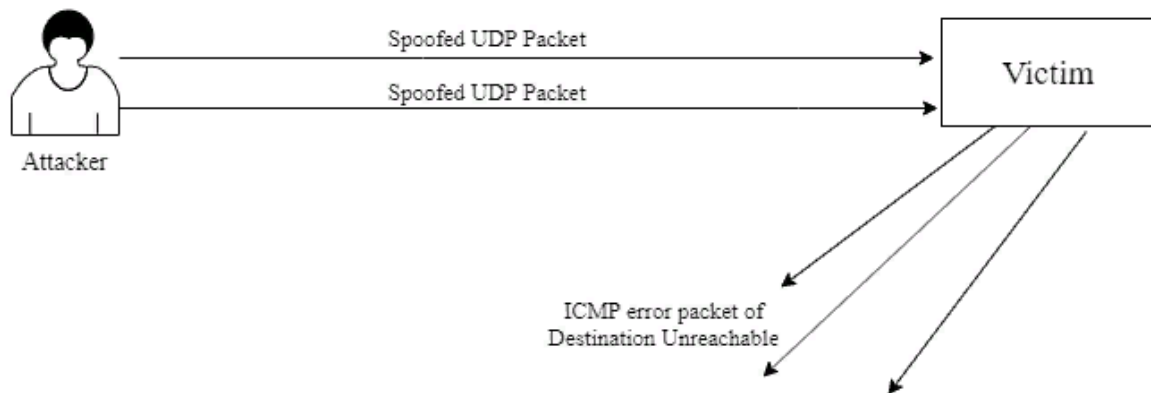 Spoofed UDP Packet
Victim
Spoofed UDP Packet
Attacker
ICMP error packet of
Destination Unreachable